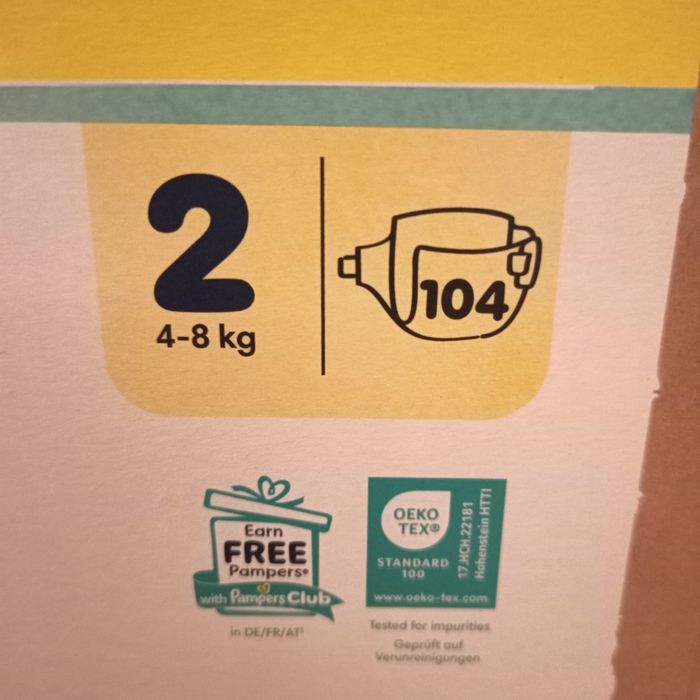 2
4-8 kg
104
Earn
FREE
Pampers®
with Pampers Club
in DE/FR/AT¹
OEKO
TEX®
STANDARD
100
17.HCH.22181
Hohenstein HTTI
www.oeko-tex.com
Tested for impurities
Geprüft auf
Verunreinigungen